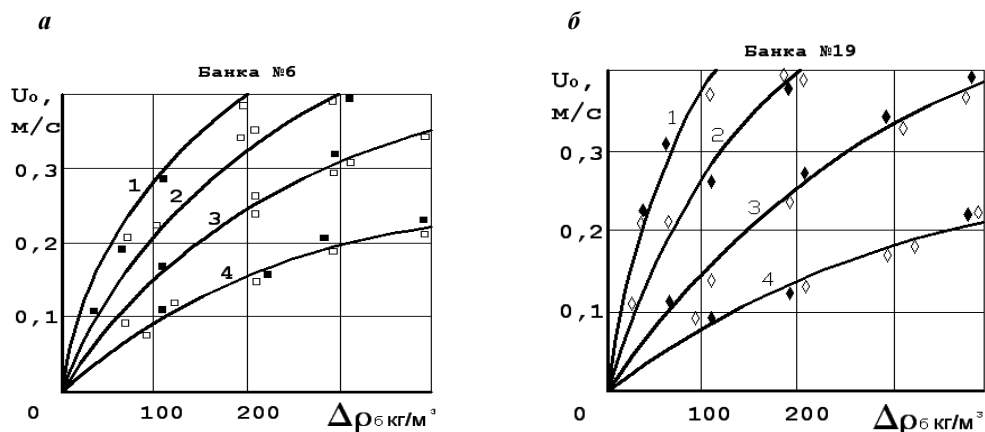 а
Банка №6
U₀,
м/с
0,3
0,2
0,1
1
2
3
4
0
100
200
Δρб кг/м³
б
Банка №19
U₀,
м/с
0,3
0,2
0,1
1
2
3
4
0
100
200
Δρб кг/м³